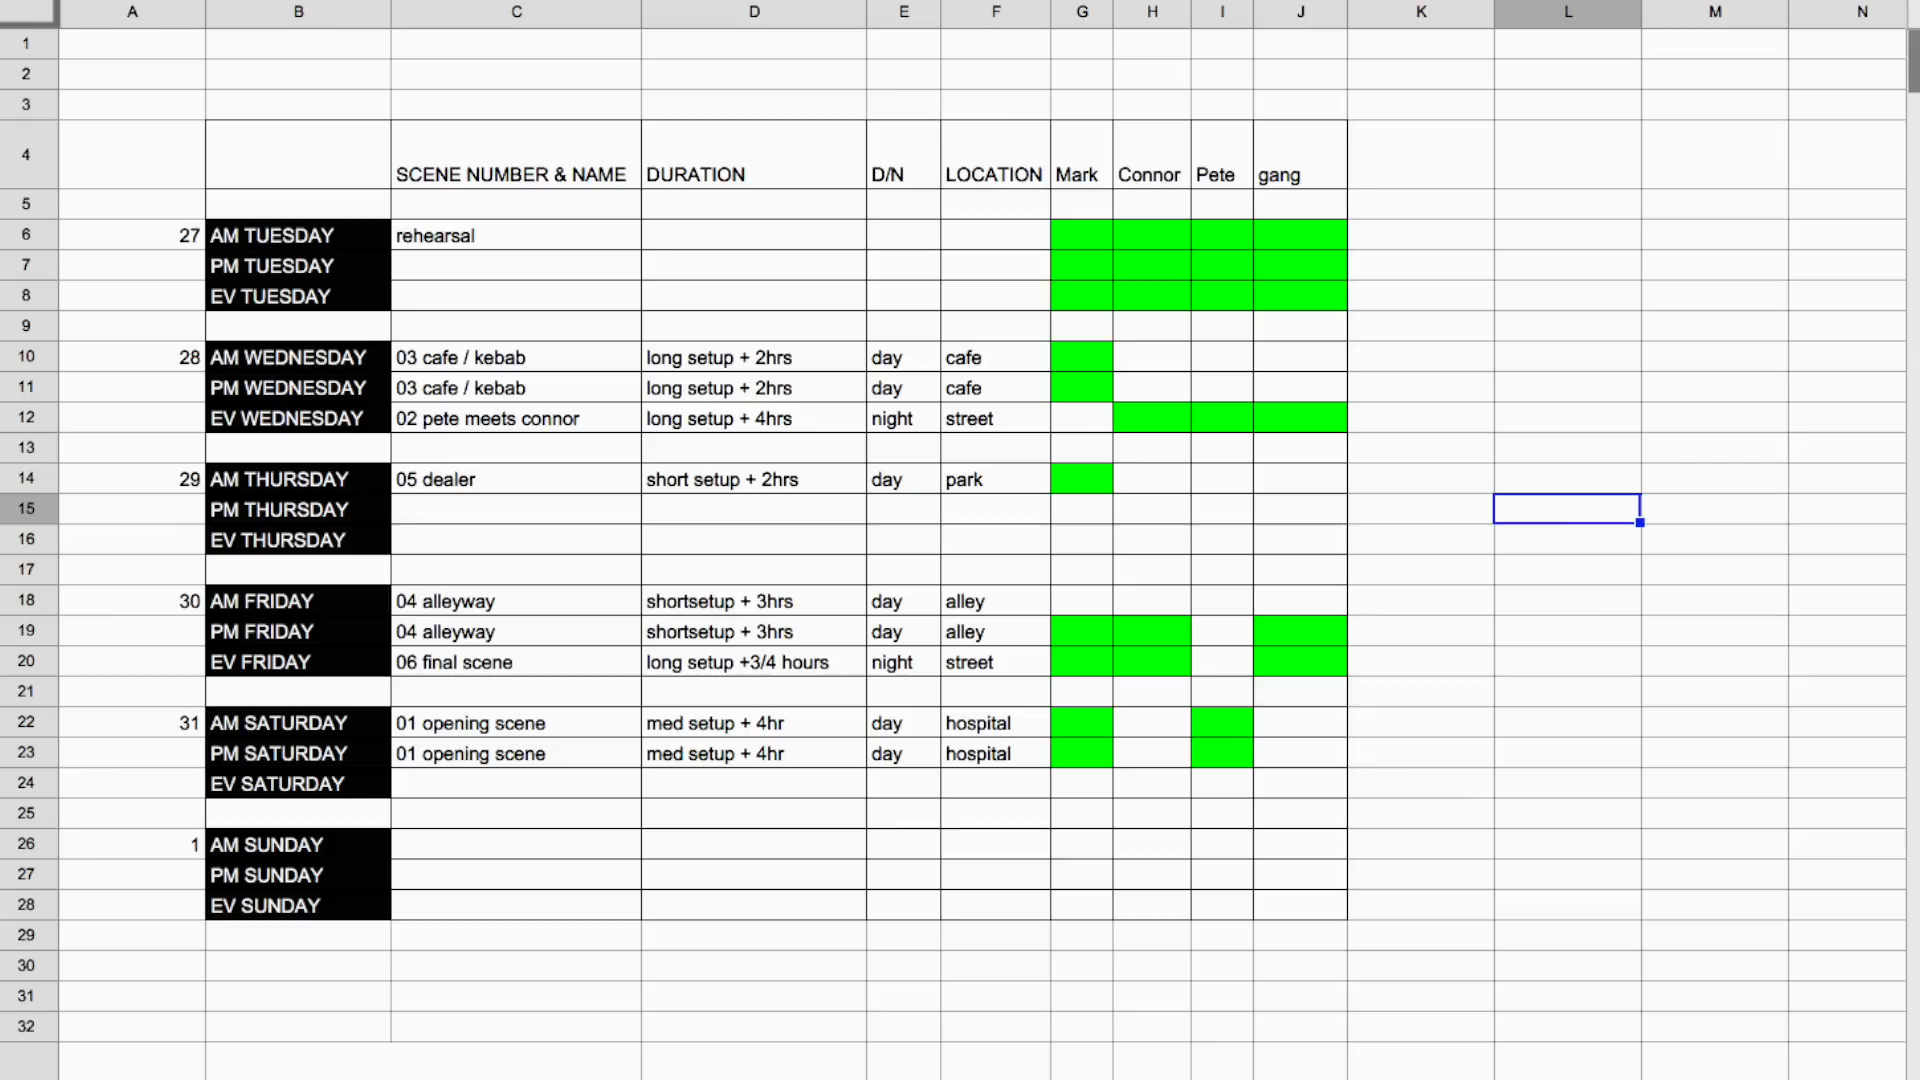 A B C D E F G H I J K L M N
1
2
3
4 SCENE NUMBER & NAME DURATION D/N LOCATION Mark Connor Pete gang
5
6 27 AM TUESDAY rehearsal
7 PM TUESDAY
8 EV TUESDAY
9
10 28 AM WEDNESDAY 03 cafe / kebab long setup + 2hrs day cafe
11 PM WEDNESDAY 03 cafe / kebab long setup + 2hrs day cafe
12 EV WEDNESDAY 02 pete meets connor long setup + 4hrs night street
13
14 29 AM THURSDAY 05 dealer short setup + 2hrs day park
15 PM THURSDAY
16 EV THURSDAY
17
18 30 AM FRIDAY 04 alleyway shortsetup + 3hrs day alley
19 PM FRIDAY 04 alleyway shortsetup + 3hrs day alley
20 EV FRIDAY 06 final scene long setup +3/4 hours night street
21
22 31 AM SATURDAY 01 opening scene med setup + 4hr day hospital
23 PM SATURDAY 01 opening scene med setup + 4hr day hospital
24 EV SATURDAY
25
26 1 AM SUNDAY
27 PM SUNDAY
28 EV SUNDAY
29
30
31
32